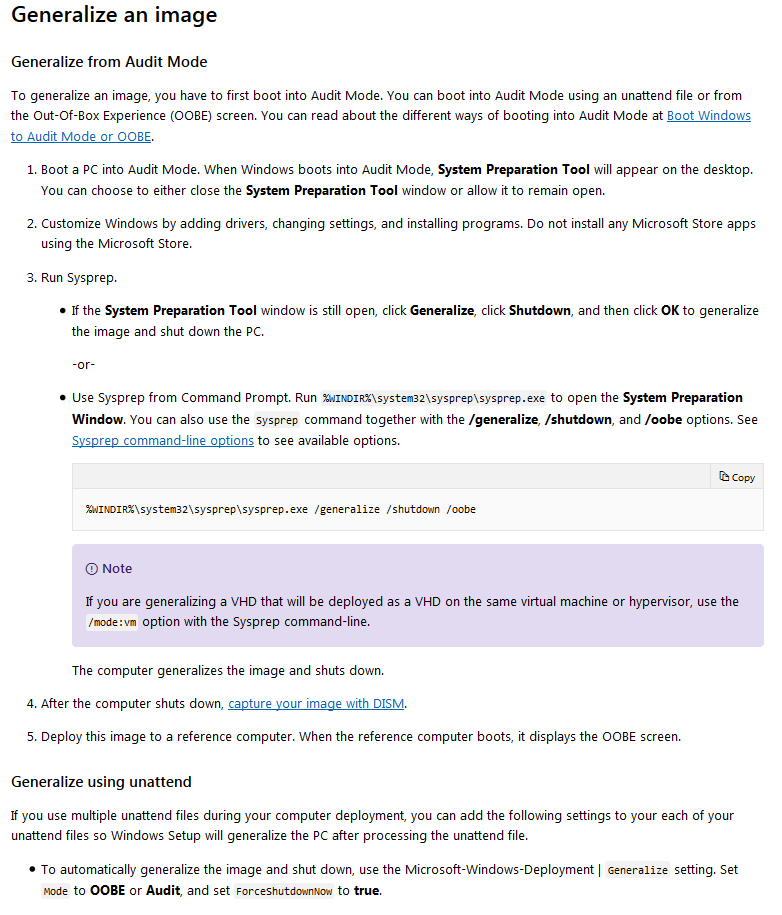 Generalize an image
Generalize from Audit Mode
To generalize an image, you have to first boot into Audit Mode. You can boot into Audit Mode using an unattend file or from
the Out-Of-Box Experience (OOBE) screen. You can read about the different ways of booting into Audit Mode at Boot Windows
to Audit Mode or OOBE.
1. Boot a PC into Audit Mode. When Windows boots into Audit Mode, System Preparation Tool will appear on the desktop.
You can choose to either close the System Preparation Tool window or allow it to remain open.
2. Customize Windows by adding drivers, changing settings, and installing programs. Do not install any Microsoft Store apps
using the Microsoft Store.
3. Run Sysprep.
• If the System Preparation Tool window is still open, click Generalize, click Shutdown, and then click OK to generalize
the image and shut down the PC.
-or-
• Use Sysprep from Command Prompt. Run %WINDIR%\system32\sysprep\sysprep.exe to open the System Preparation
Window. You can also use the Sysprep command together with the /generalize, /shutdown, and /oobe options. See
Sysprep command-line options to see available options.
Copy
%WINDIR%\system32\sysprep\sysprep.exe /generalize /shutdown /oobe
Note
If you are generalizing a VHD that will be deployed as a VHD on the same virtual machine or hypervisor, use the
/mode:vm option with the Sysprep command-line.
The computer generalizes the image and shuts down.
4. After the computer shuts down, capture your image with DISM.
5. Deploy this image to a reference computer. When the reference computer boots, it displays the OOBE screen.
Generalize using unattend
If you use multiple unattend files during your computer deployment, you can add the following settings to your each of your
unattend files so Windows Setup will generalize the PC after processing the unattend file.
• To automatically generalize the image and shut down, use the Microsoft-Windows-Deployment | Generalize setting. Set
Mode to OOBE or Audit, and set ForceShutdownNow to true.